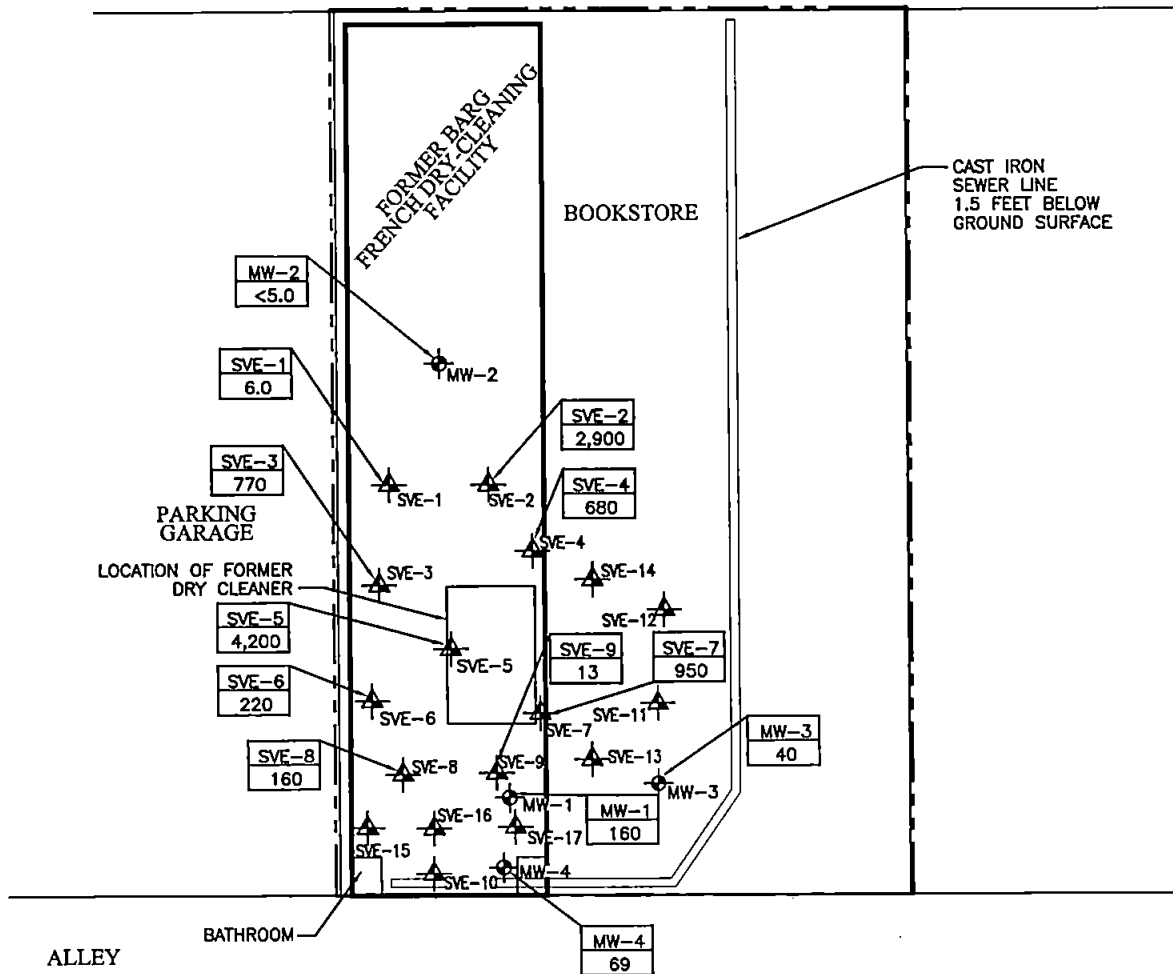 FORMER BARG
FRENCH DRY-CLEANING
FACILITY
BOOKSTORE
CAST IRON
SEWER LINE
1.5 FEET BELOW
GROUND SURFACE
MW-2
<5.0
MW-2
SVE-1
6.0
SVE-2
2,900
SVE-3
770
SVE-4
680
SVE-1
SVE-2
PARKING
GARAGE
SVE-4
LOCATION OF FORMER
DRY CLEANER
SVE-3
SVE-14
SVE-12
SVE-5
4,200
SVE-5
SVE-9
13
SVE-7
950
SVE-6
220
SVE-6
SVE-7
SVE-11
MW-3
40
SVE-8
160
SVE-8
SVE-9
SVE-13
MW-3
MW-1
MW-1
160
SVE-16
SVE-17
SVE-15
SVE-10
MW-4
BATHROOM
MW-4
69
ALLEY